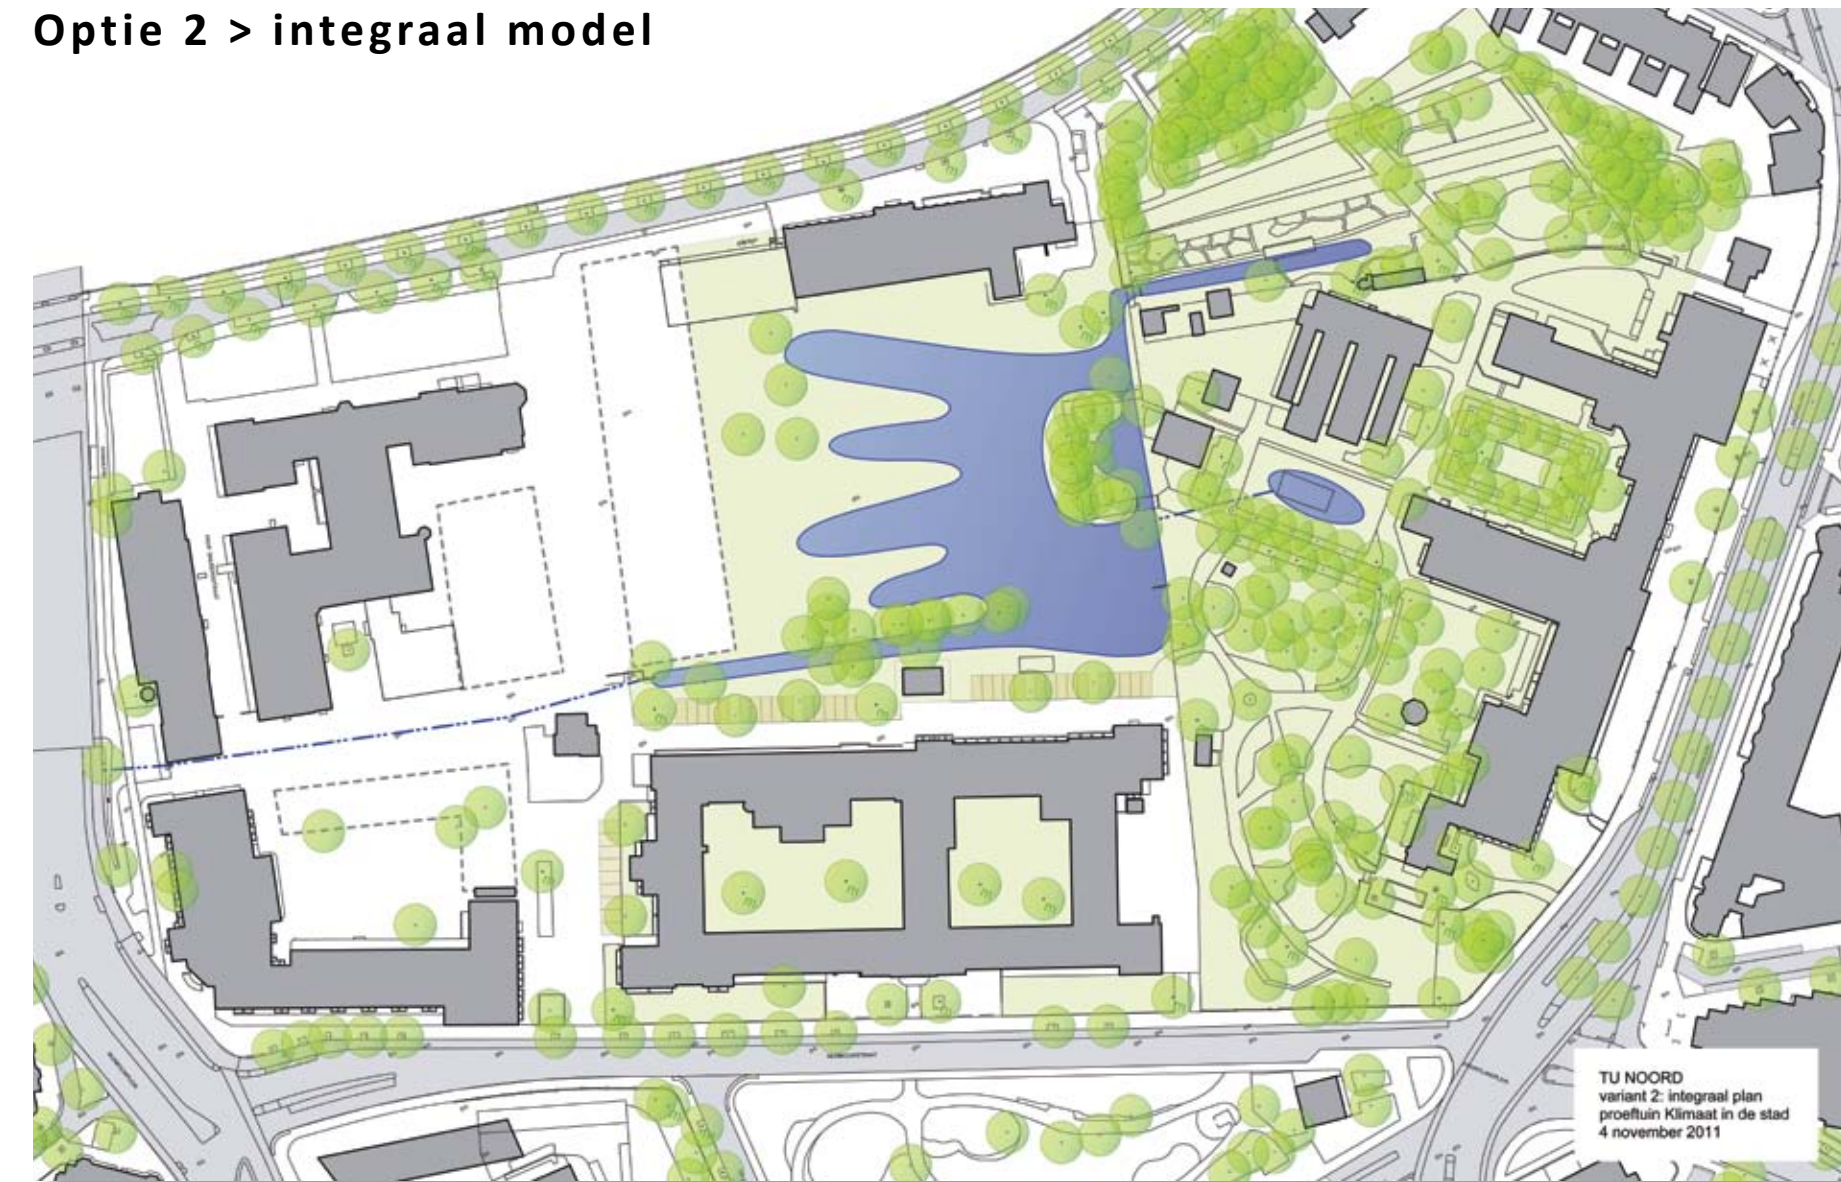 Optie 2 > integraal model
TU NOORD
variant 2: integraal plan
proeftuin Klimaat in de stad
4 november 2011